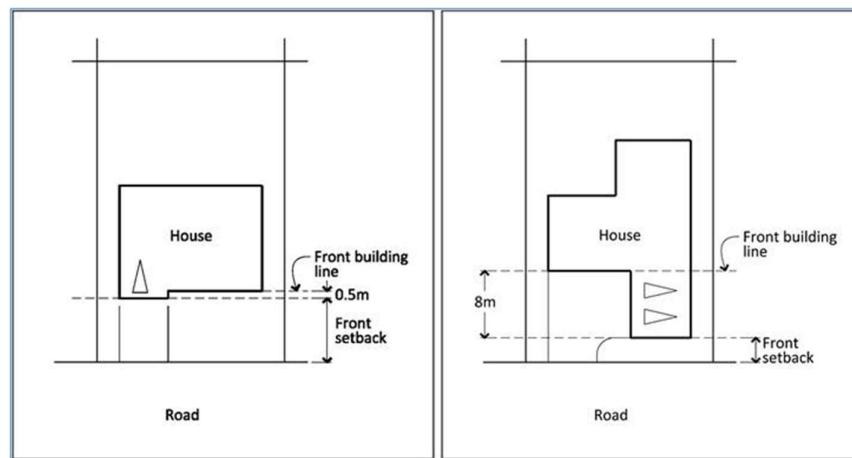 House
Front building
line
0.5m
Front
setback
Road
House
Front building
line
8m
Front
setback
Road